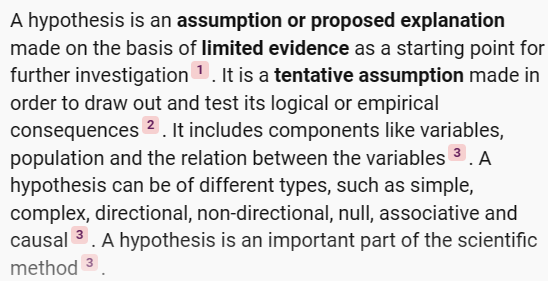 A hypothesis is an assumption or proposed explanation
made on the basis of limited evidence as a starting point for
further investigation 1 . It is a tentative assumption made in
order to draw out and test its logical or empirical
consequences 2 . It includes components like variables,
population and the relation between the variables 3 . A
hypothesis can be of different types, such as simple,
complex, directional, non-directional, null, associative and
causal 3 . A hypothesis is an important part of the scientific
method 3 .